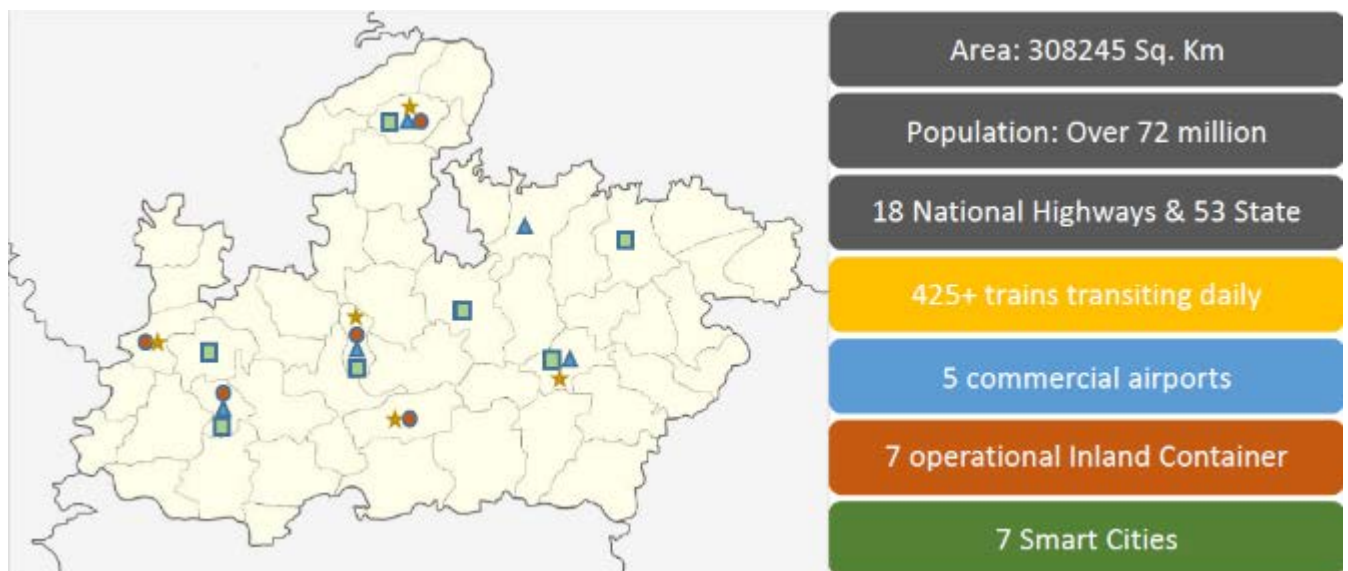 Area: 308245 Sq. Km
Population: Over 72 million
18 National Highways & 53 State
425+ trains transiting daily
5 commercial airports
7 operational Inland Container
7 Smart Cities